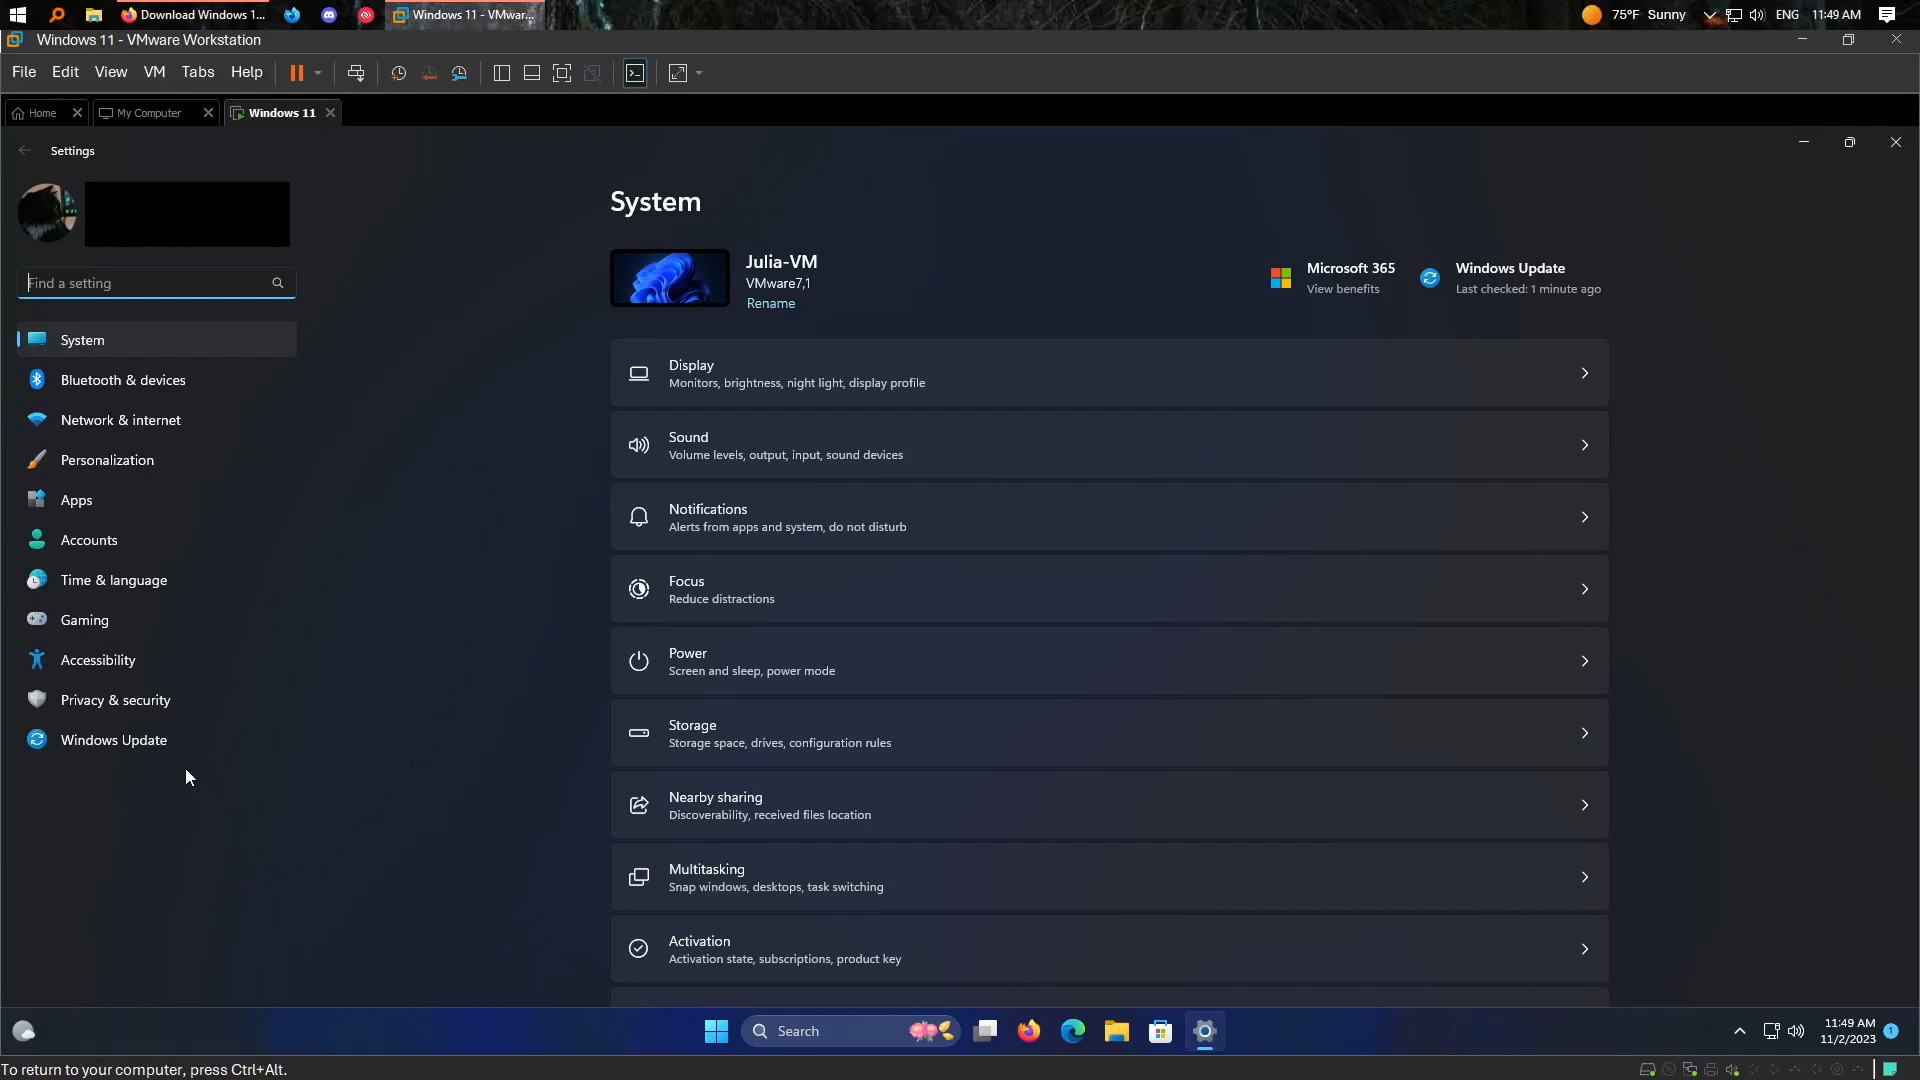 Download Windows 1...
Windows 11 - VMwar...
75°F Sunny
ENG
11:49 AM
Windows 11 - VMware Workstation
File Edit View VM Tabs Help
Home
My Computer
Windows 11
Settings
Find a setting
System
Bluetooth & devices
Network & internet
Personalization
Apps
Accounts
Time & language
Gaming
Accessibility
Privacy & security
Windows Update
System
Julia-VM
VMware7,1
Rename
Microsoft 365
View benefits
Windows Update
Last checked: 1 minute ago
Display
Monitors, brightness, night light, display profile
Sound
Volume levels, output, input, sound devices
Notifications
Alerts from apps and system, do not disturb
Focus
Reduce distractions
Power
Screen and sleep, power mode
Storage
Storage space, drives, configuration rules
Nearby sharing
Discoverability, received files location
Multitasking
Snap windows, desktops, task switching
Activation
Activation state, subscriptions, product key
Search
11:49 AM
11/2/2023
1
To return to your computer, press Ctrl+Alt.